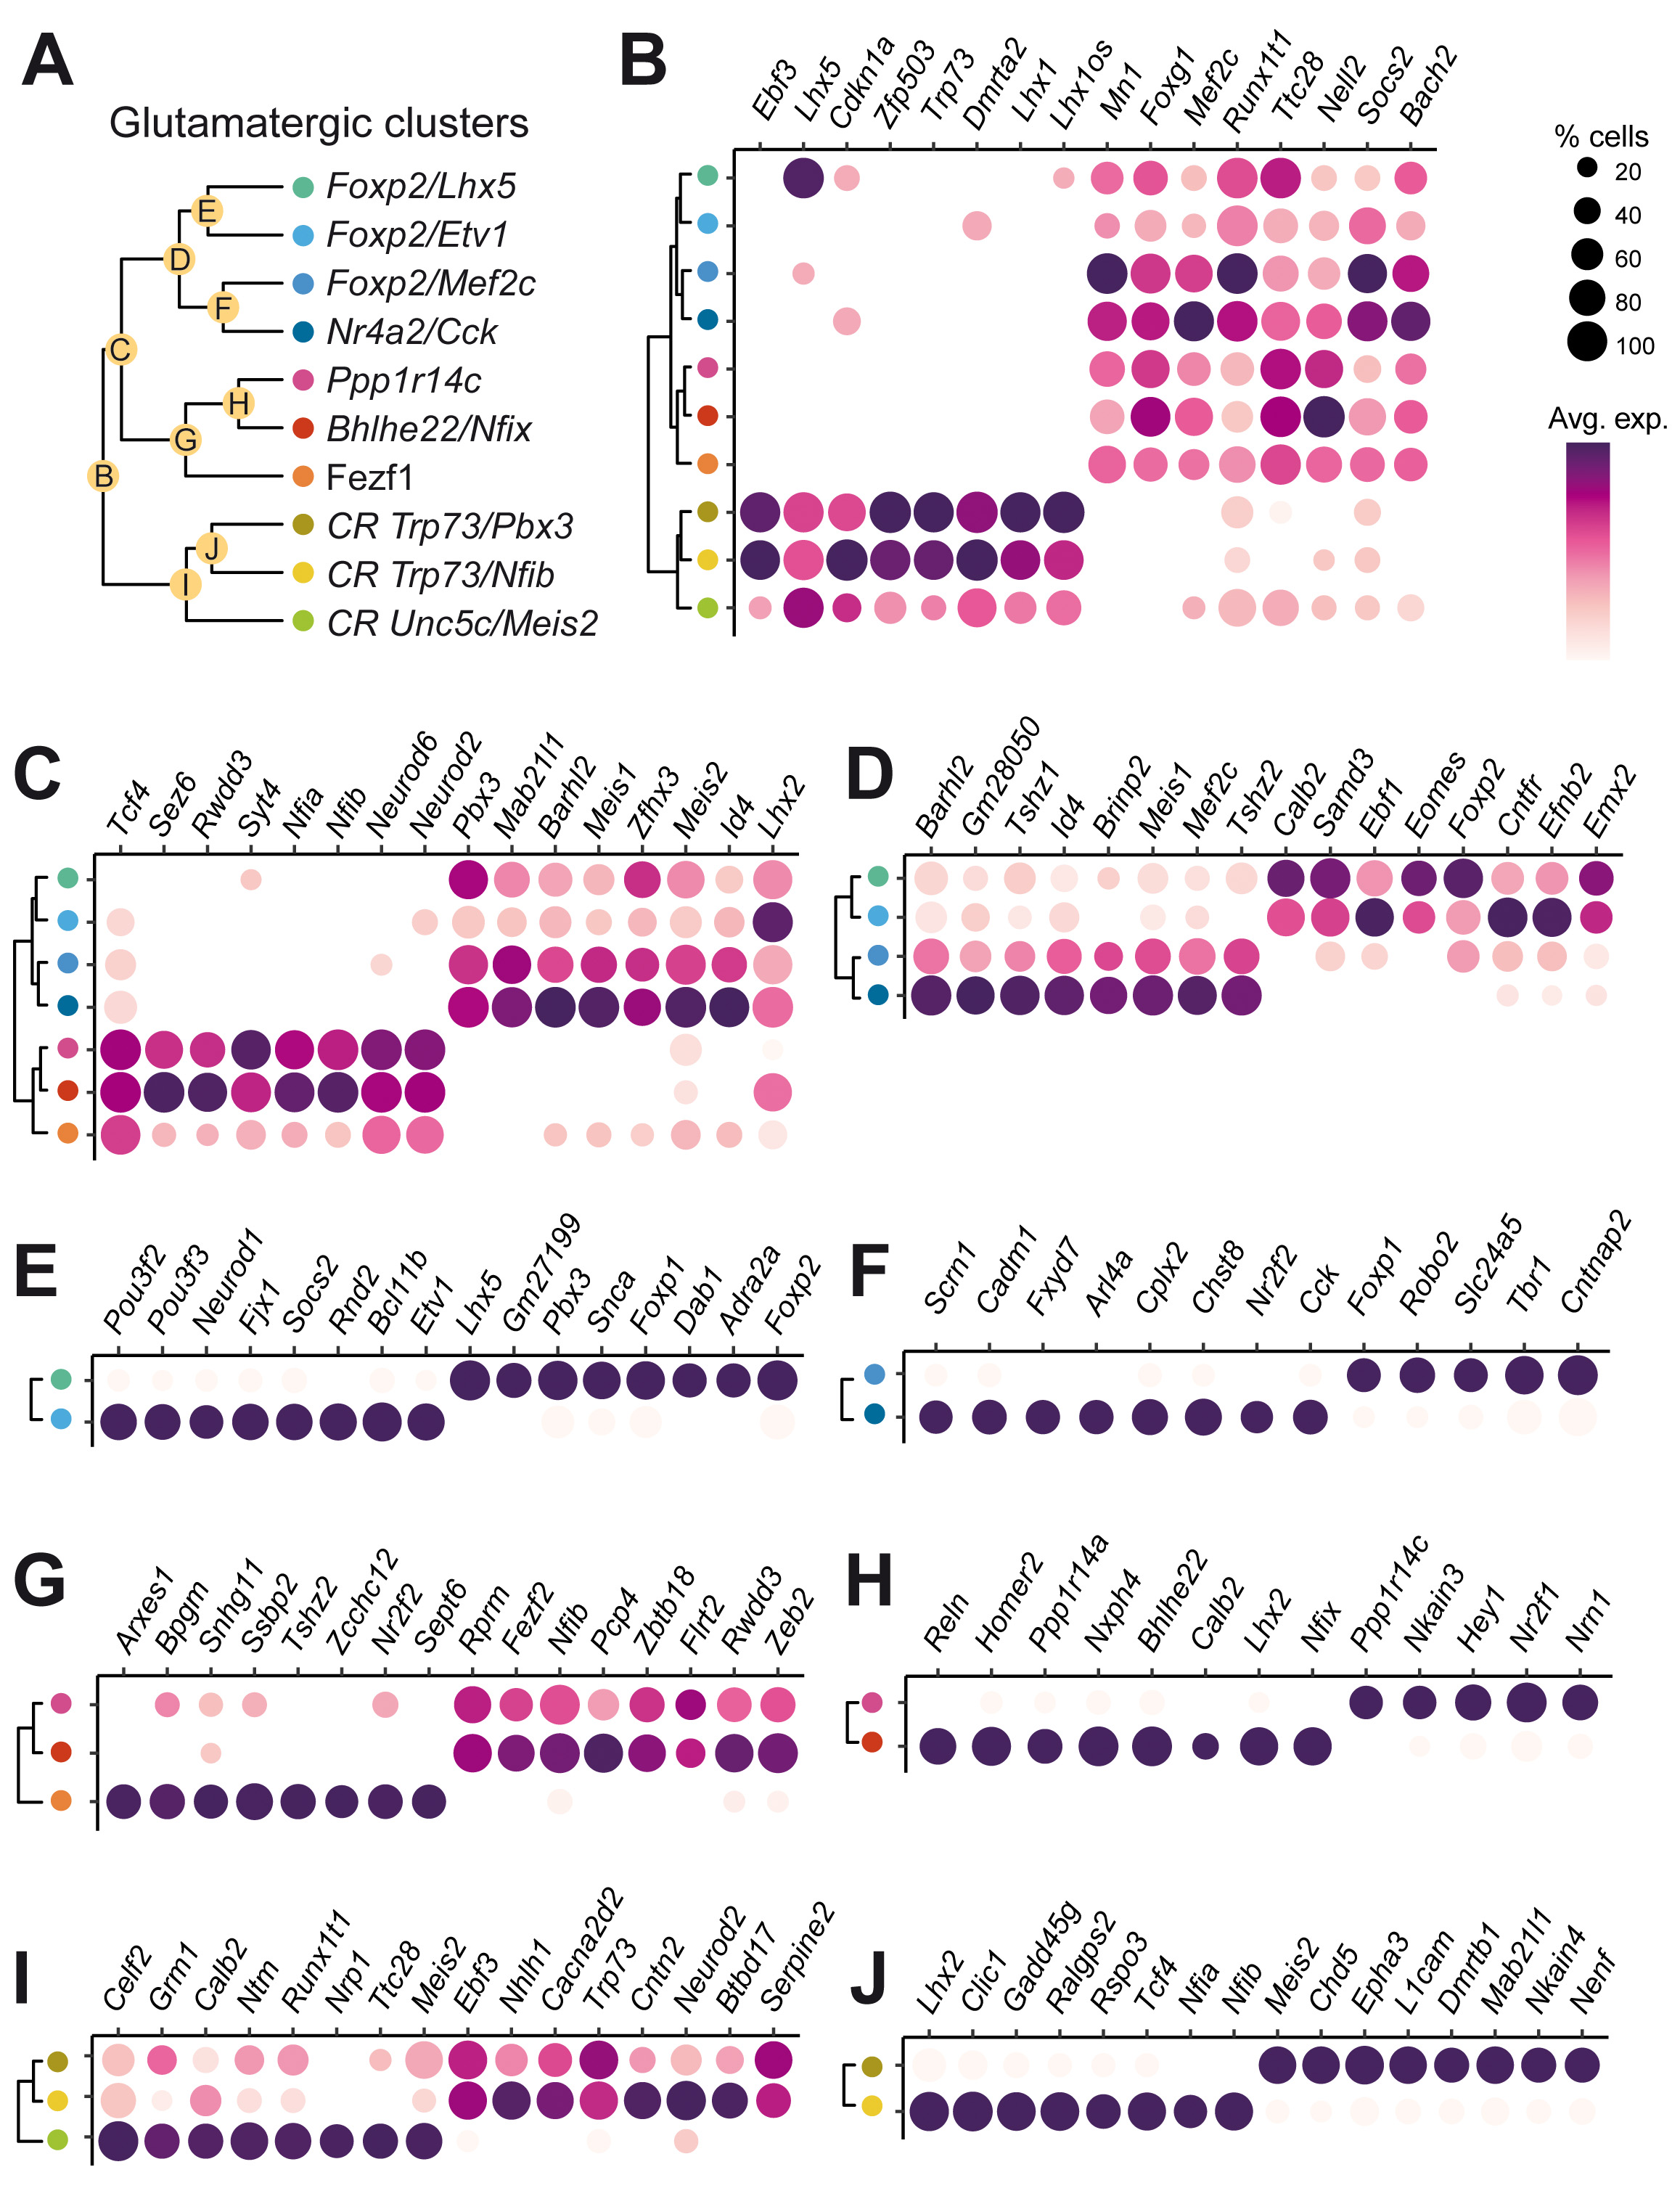 A
Glutamatergic clusters
Foxp2/Lhx5
E
Foxp2/Etv1
D
Foxp2/Mef2c
F
Nr4a2/Cck
C
Ppp1r14c
H
Bhlhe22/Nfix
G
Fezf1
B
CR Trp73/Pbx3
J
CR Trp73/Nfib
I
CR Unc5c/Meis2
B
Ebf3 Lhx5 Cdkn1a Zfp503 Trp73 Dmrta2 Lhx1 Lhx1os Mn1 Foxg1 Mef2c Runx1t1 Ttc28 Nell2 Socs2 Bach2
% cells
20
40
60
80
100
Avg. exp.
C
Tcf4 Sez6 Rwdd3 Syt4 Nfia Nfib Neurod6 Neurod2 Pbx3 Mab21l1 Barhl2 Meis1 Zfhx3 Meis2 Id4 Lhx2
D
Barhl2 Gm28050 Tshz1 Id4 Brinp2 Meis1 Mef2c Tshz2 Calb2 Samd3 Ebf1 Eomes Foxp2 Cntfr Efnb2 Emx2
E
Pou3f2 Pou3f3 Neurod1 Fjx1 Socs2 Rnd2 Bcl11b Etv1 Lhx5 Gm27199 Pbx3 Snca Foxp1 Dab1 Adra2a Foxp2
F
Scrn1 Cadm1 Fxyd7 Arl4a Cplx2 Chst8 Nr2f2 Cck Foxp1 Robo2 Slc24a5 Tbr1 Cntnap2
G
Arxes1 Bpgm Snhg11 Ssbp2 Tshz2 Zcchc12 Nr2f2 Sept6 Rprm Fezf2 Nfib Pcp4 Zbtb18 Flrt2 Rwdd3 Zeb2
H
Reln Homer2 Ppp1r14a Nxph4 Bhlhe22 Calb2 Lhx2 Nfix Ppp1r14c Nkain3 Hey1 Nr2f1 Nrn1
I
Celf2 Grm1 Calb2 Ntm Runx1t1 Nrp1 Ttc28 Meis2 Ebf3 Nhlh1 Cacna2d2 Trp73 Cntn2 Neurod2 Btbd17 Serpine2
J
Lhx2 Clic1 Gadd45g Ralgps2 Rspo3 Tcf4 Nfia Nfib Meis2 Chd5 Epha3 L1cam Dmrtb1 Mab21l1 Nkain4 Nenf